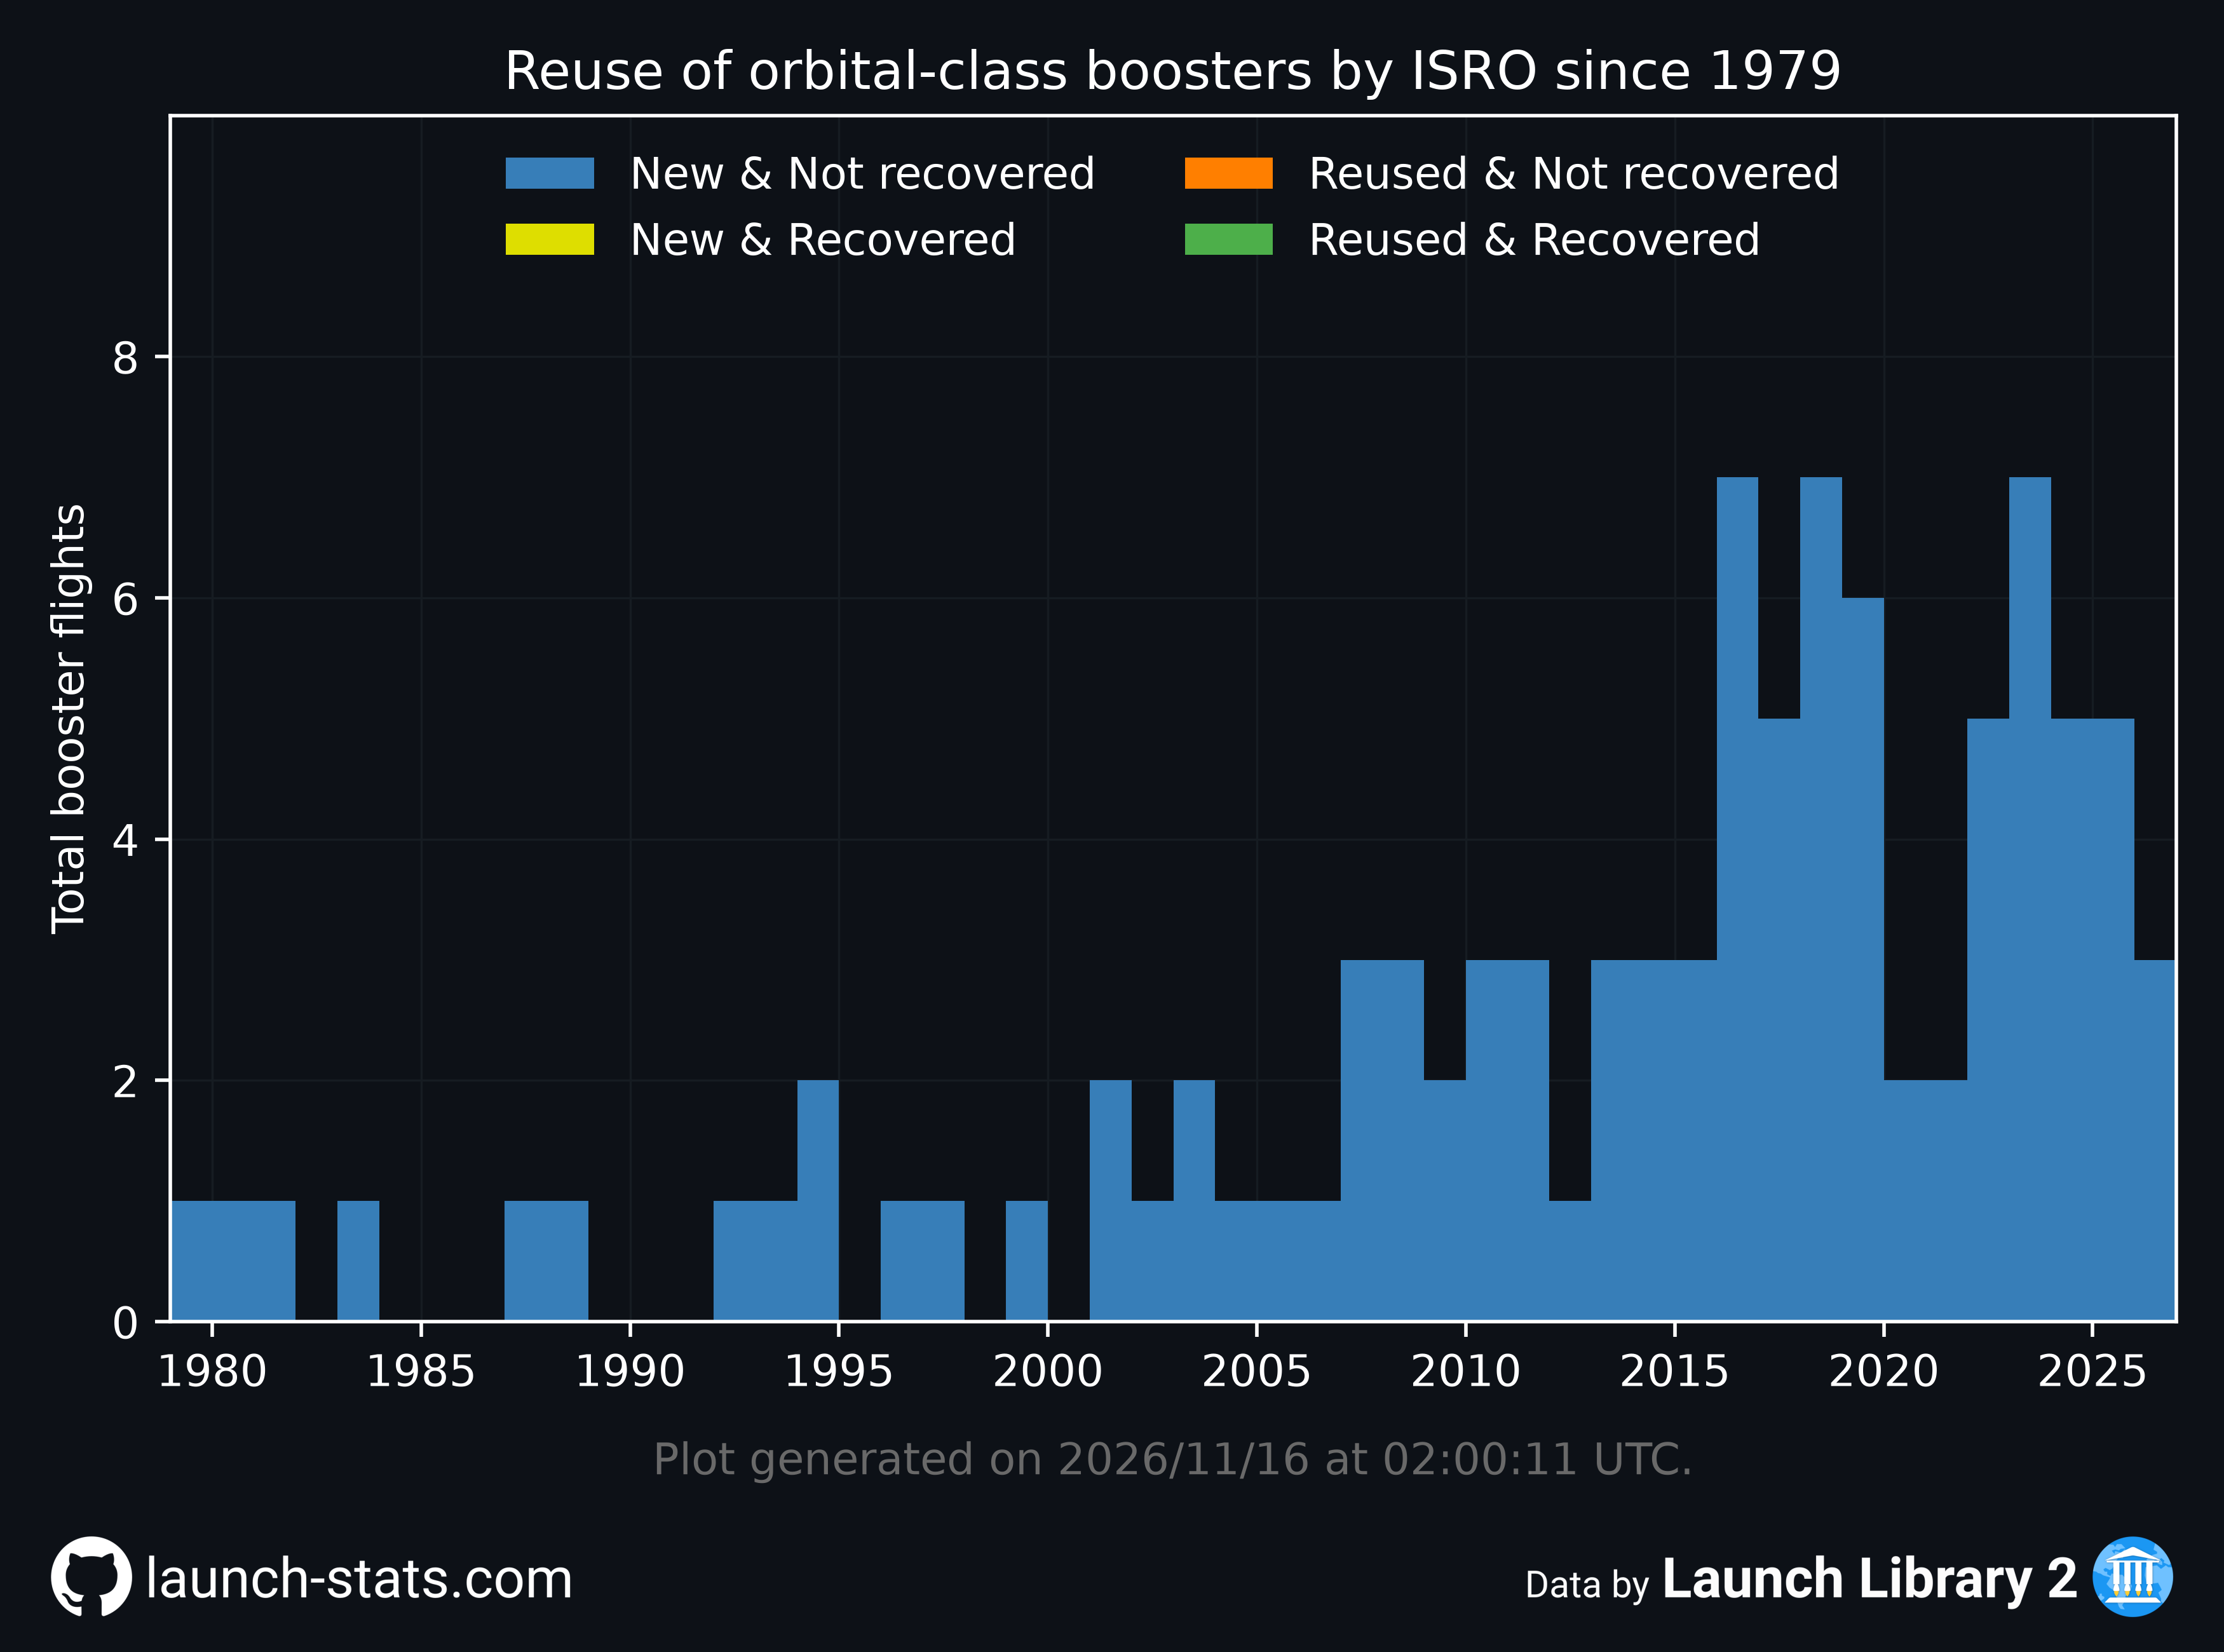 Reuse of orbital-class boosters by ISRO since 1979
New & Not recovered
New & Recovered
Reused & Not recovered
Reused & Recovered
Total booster flights
8
6
4
2
0
1980 1985 1990 1995 2000 2005 2010 2015 2020 2025
Plot generated on 2026/11/16 at 02:00:11 UTC.
launch-stats.com
Data by Launch Library 2